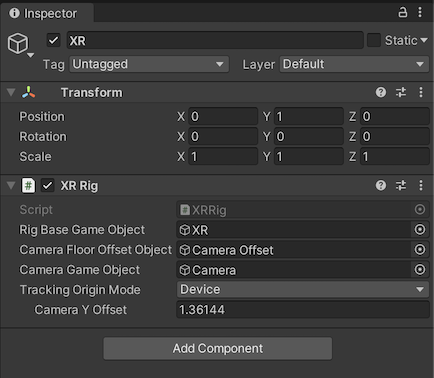 Inspector
XR Static
Tag Untagged Layer Default
Transform
Position X 0 Y 1 Z 0
Rotation X 0 Y 0 Z 0
Scale X 1 Y 1 Z 1
# XR Rig
Script # XRRig
Rig Base Game Object XR
Camera Floor Offset Object Camera Offset
Camera Game Object Camera
Tracking Origin Mode Device
Camera Y Offset 1.36144
Add Component